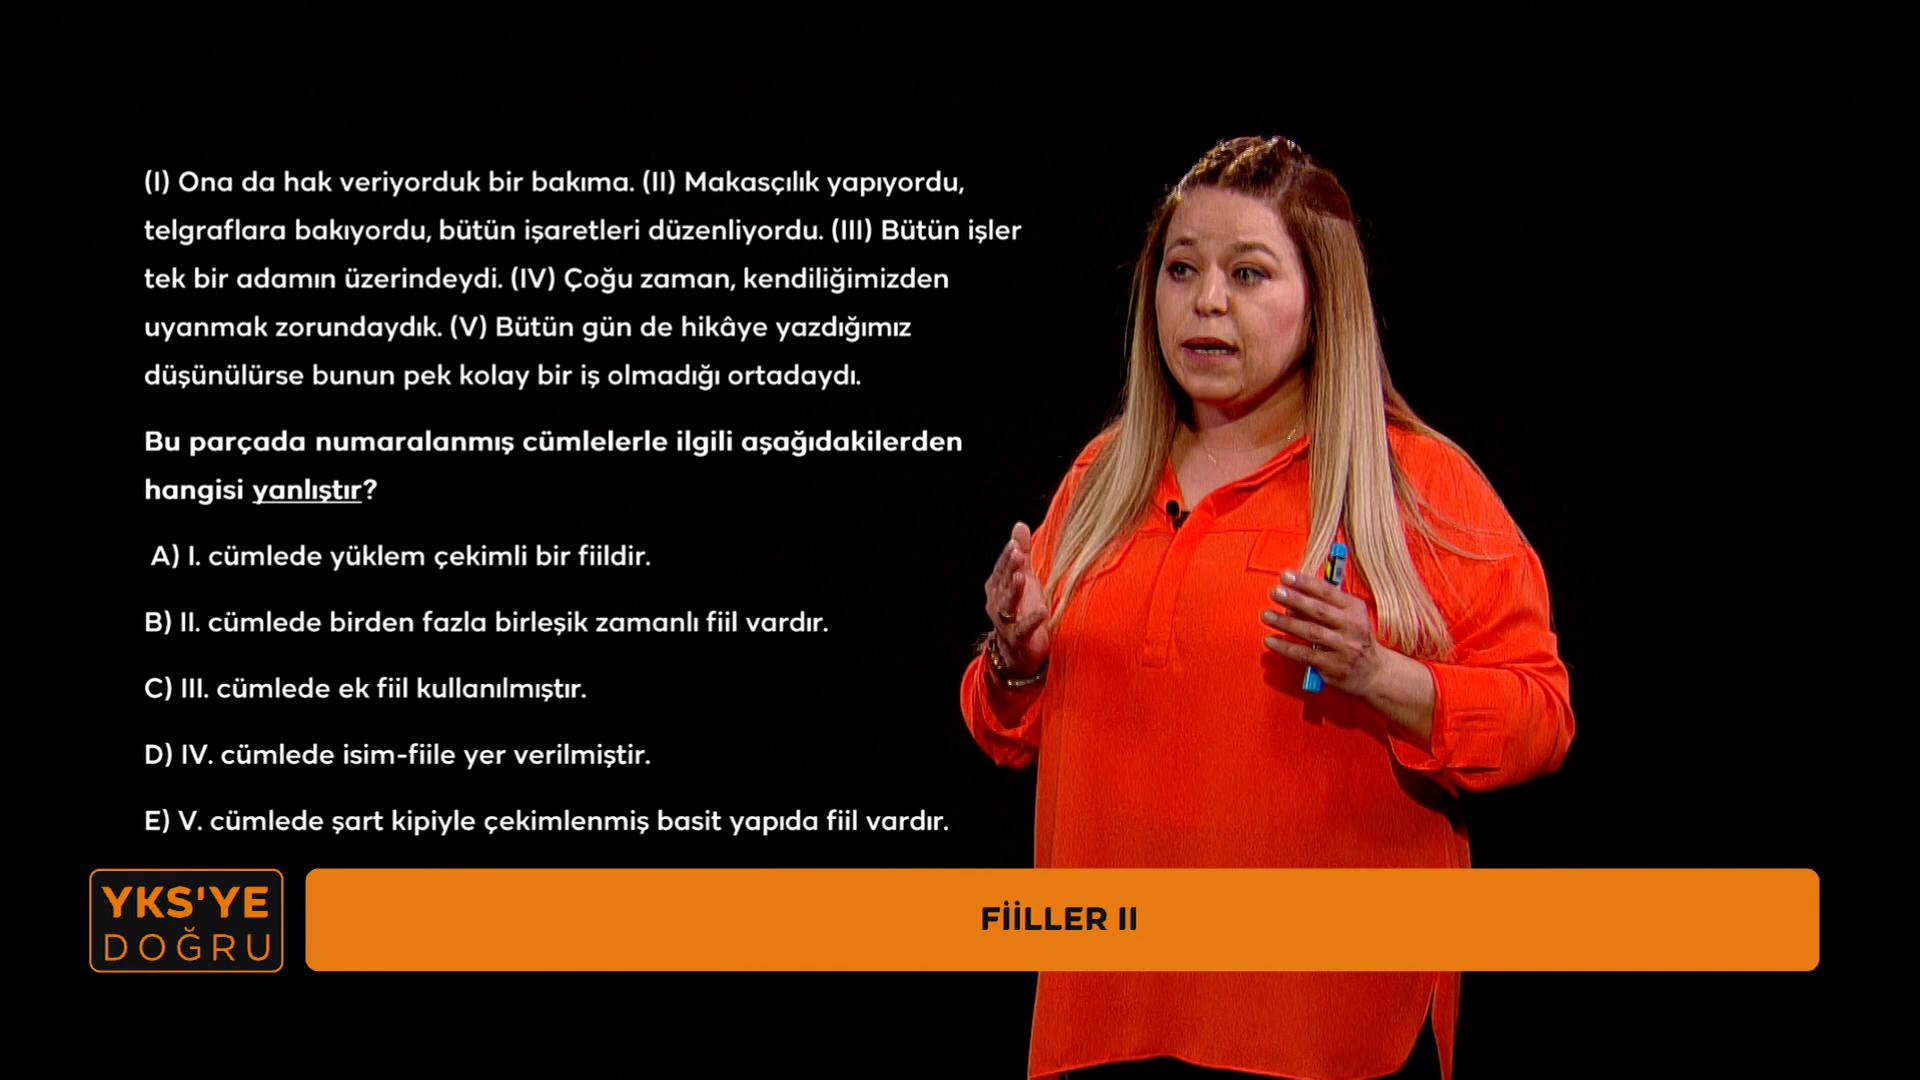 (I) Ona da hak veriyorduk bir bakıma. (II) Makasçılık yapıyordu,
telgraflara bakıyordu, bütün işaretleri düzenliyordu. (III) Bütün işler
tek bir adamın üzerindeydi. (IV) Çoğu zaman, kendiliğimizden
uyanmak zorundaydık. (V) Bütün gün de hikâye yazdığımız
düşünülürse bunun pek kolay bir iş olmadığı ortadaydı.
Bu parçada numaralanmış cümlelerle ilgili aşağıdakilerden
hangisi yanlıştır?
A) I. cümlede yüklem çekimli bir fiildir.
B) II. cümlede birden fazla birleşik zamanlı fiil vardır.
C) III. cümlede ek fiil kullanılmıştır.
D) IV. cümlede isim-fiile yer verilmiştir.
E) V. cümlede şart kipiyle çekimlenmiş basit yapıda fiil vardır.
YKS'YE
DOĞRU
FİİLLER II